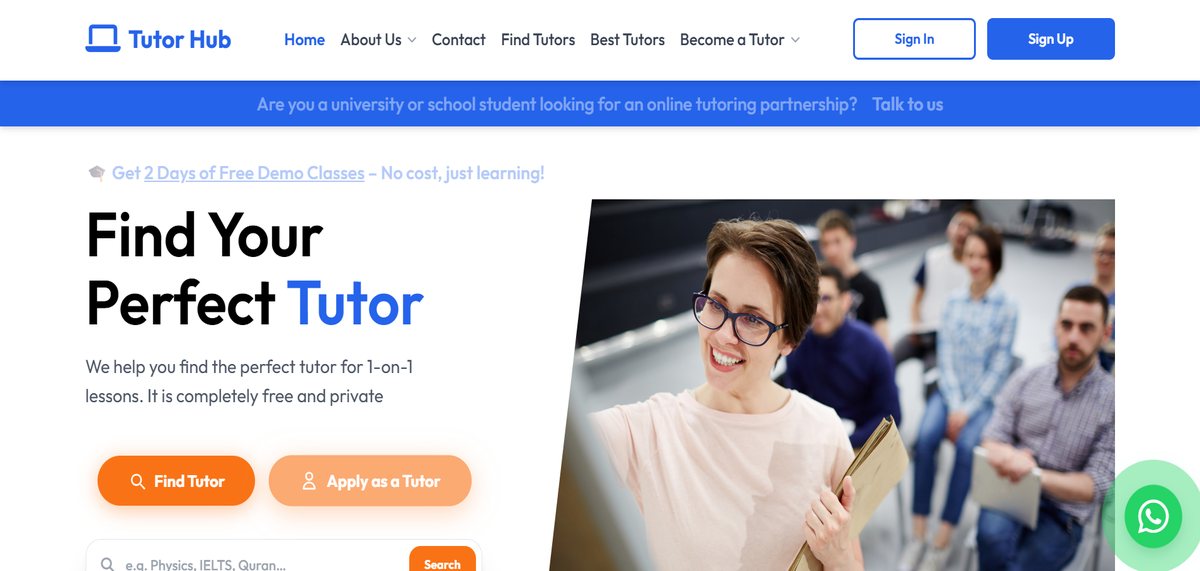 Tutor Hub
Home About Us Contact Find Tutors Best Tutors Become a Tutor Sign In Sign Up
Are you a university or school student looking for an online tutoring partnership? Talk to us
Get 2 Days of Free Demo Classes – No cost, just learning!
Find Your
Perfect Tutor
We help you find the perfect tutor for 1-on-1
lessons. It is completely free and private
Find Tutor Apply as a Tutor
e.g. Physics, IELTS, Quran... Search